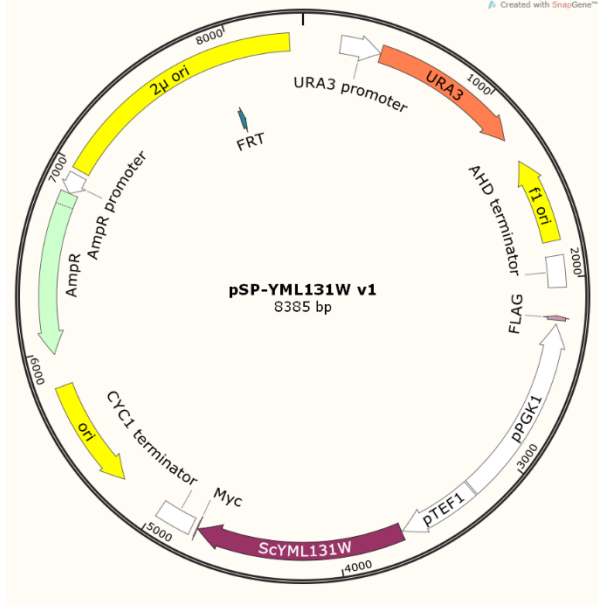 Created with SnapGene™
8000
2μ ori
URA3 promoter
URA3
1000
FRT
7000
AmpR promoter
AHD terminator
f1 ori
AmpR
2000
pSP-YML131W v1
8385 bp
FLAG
6000
CYC1 terminator
pPGK1
ori
3000
Myc
pTEF1
5000
ScYML131W
4000